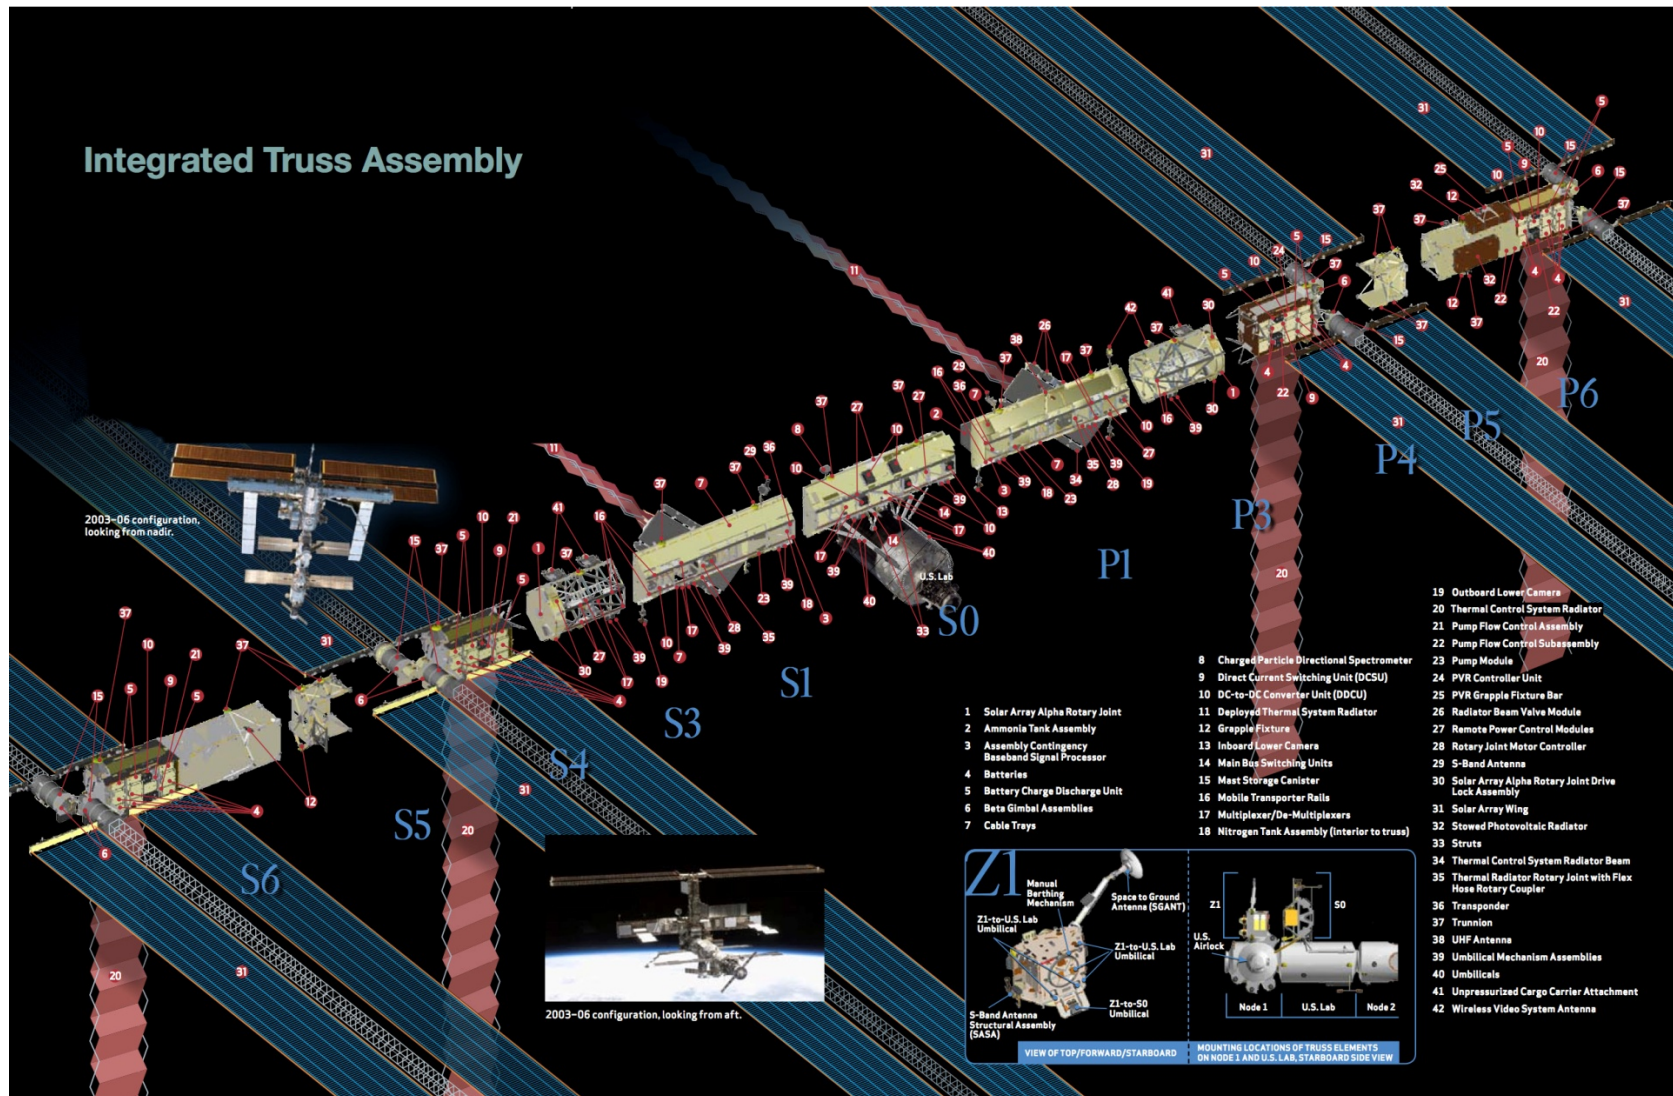 Integrated Truss Assembly
2003–06 configuration,
looking from nadir.
P6
P5
P4
P3
P1
U.S. Lab
S0
S1
S3
S4
S5
S6
1 Solar Array Alpha Rotary Joint
2 Ammonia Tank Assembly
3 Assembly Contingency
Baseband Signal Processor
4 Batteries
5 Battery Charge Discharge Unit
6 Beta Gimbal Assemblies
7 Cable Trays
8 Charged Particle Directional Spectrometer
9 Direct Current Switching Unit (DCSU)
10 DC-to-DC Converter Unit (DDCU)
11 Deployed Thermal System Radiator
12 Grapple Fixture
13 Inboard Lower Camera
14 Main Bus Switching Units
15 Mast Storage Canister
16 Mobile Transporter Rails
17 Multiplexer/De-Multiplexers
18 Nitrogen Tank Assembly (interior to truss)
19 Outboard Lower Camera
20 Thermal Control System Radiator
21 Pump Flow Control Assembly
22 Pump Flow Control Subassembly
23 Pump Module
24 PVR Controller Unit
25 PVR Grapple Fixture Bar
26 Radiator Beam Valve Module
27 Remote Power Control Modules
28 Rotary Joint Motor Controller
29 S-Band Antenna
30 Solar Array Alpha Rotary Joint Drive
Lock Assembly
31 Solar Array Wing
32 Stowed Photovoltaic Radiator
33 Struts
34 Thermal Control System Radiator Beam
35 Thermal Radiator Rotary Joint with Flex
Hose Rotary Coupler
36 Transponder
37 Trunnion
38 UHF Antenna
39 Umbilical Mechanism Assemblies
40 Umbilicals
41 Unpressurized Cargo Carrier Attachment
42 Wireless Video System Antenna
2003–06 configuration, looking from aft.
Z1
Manual
Berthing
Mechanism
Space to Ground
Antenna (SGANT)
Z1-to-U.S. Lab
Umbilical
Z1-to-U.S. Lab
Umbilical
Z1-to-S0
Umbilical
S-Band Antenna
Structural Assembly
(SASA)
VIEW OF TOP/FORWARD/STARBOARD
Z1
S0
U.S.
Airlock
Node 1
U.S. Lab
Node 2
MOUNTING LOCATIONS OF TRUSS ELEMENTS
ON NODE 1 AND U.S. LAB, STARBOARD SIDE VIEW